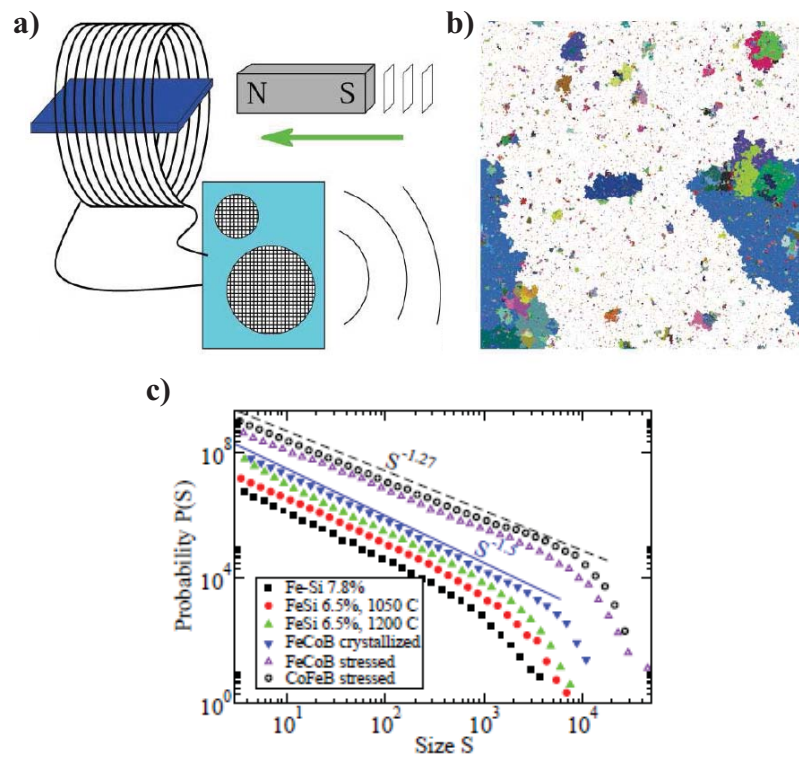 a)
N S
b)
c)
Probability P(S)
10^8
10^4
10^0
S^-1.27
S^-1.5
Fe-Si 7.8%
FeSi 6.5%, 1050 C
FeSi 6.5%, 1200 C
FeCoB crystallized
FeCoB stressed
CoFeB stressed
10^1 10^2 10^3 10^4
Size S